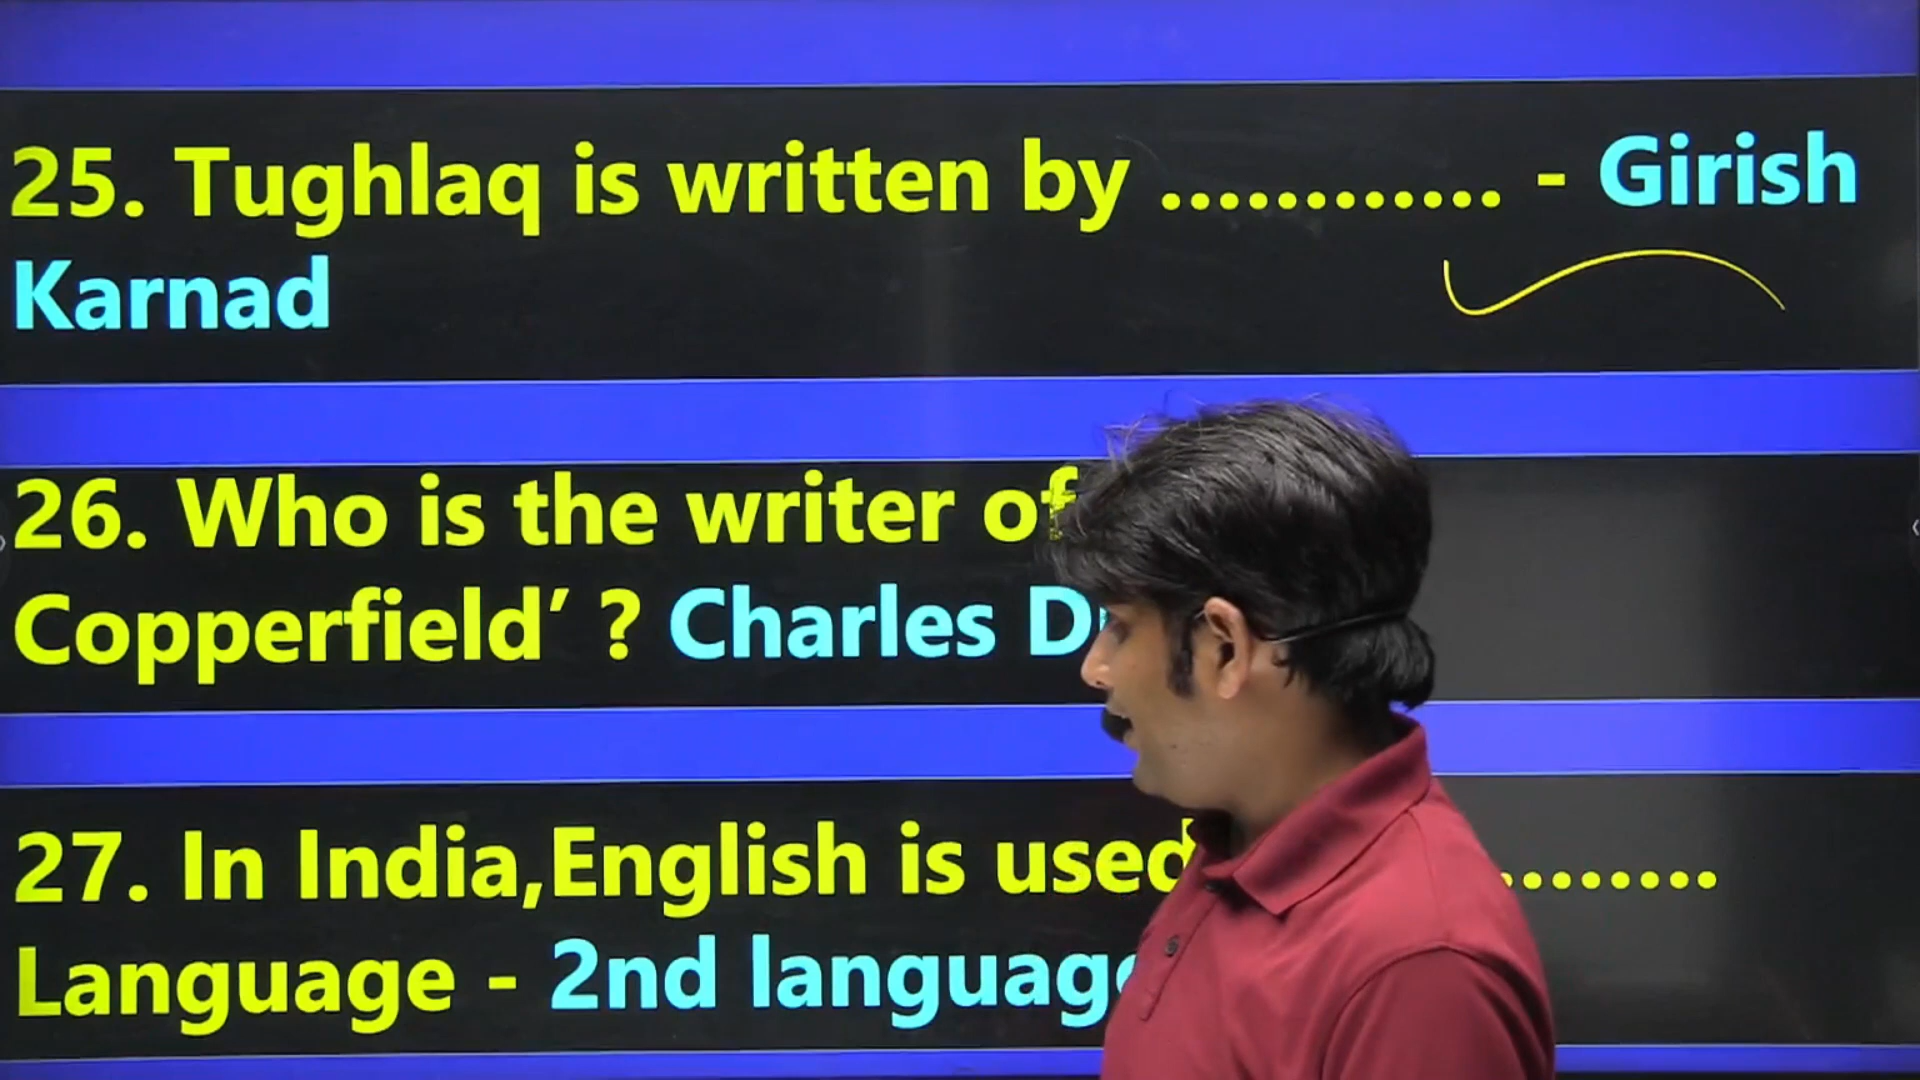 25. Tughlaq is written by ............ - Girish
Karnad
26. Who is the writer of
Copperfield’ ? Charles
27. In India,English is used ........
Language - 2nd language